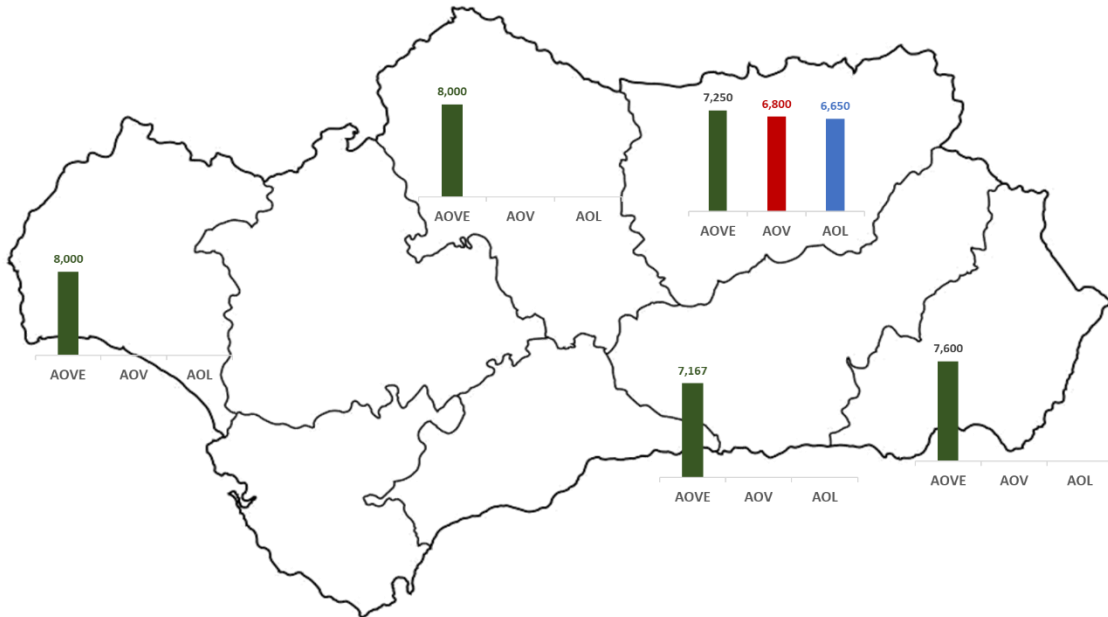 8,000
AOVE AOV AOL
7,250
6,800
6,650
AOVE AOV AOL
8,000
AOVE AOV AOL
7,167
AOVE AOV AOL
7,600
AOVE AOV AOL